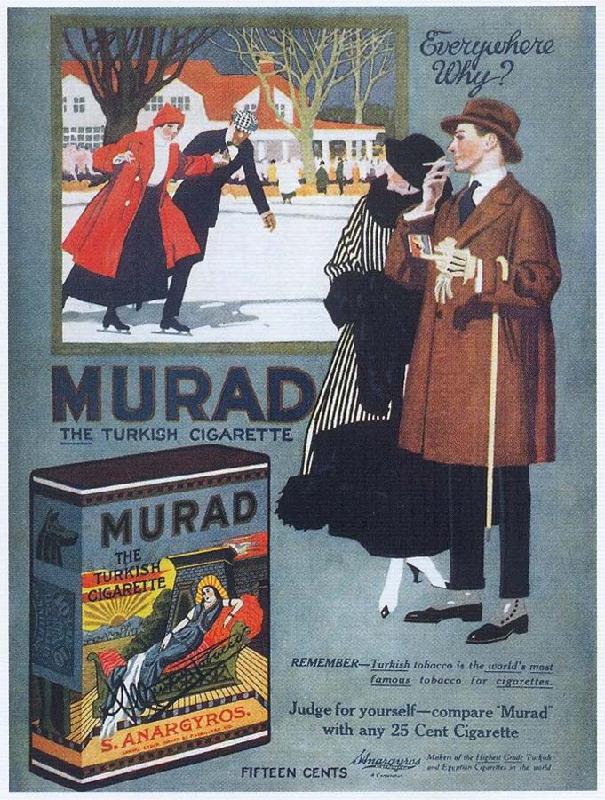 Everywhere
Why?
MURAD
THE TURKISH CIGARETTE
MURAD
THE
TURKISH
CIGARETTE
S. ANARGYROS.
REMEMBER—Turkish tobacco is the world's most
famous tobacco for cigarettes.
Judge for yourself—compare "Murad"
with any 25 Cent Cigarette
FIFTEEN CENTS
S. Anargyros
A Corporation
Makers of the Highest Grade Turkish
and Egyptian Cigarettes in the world